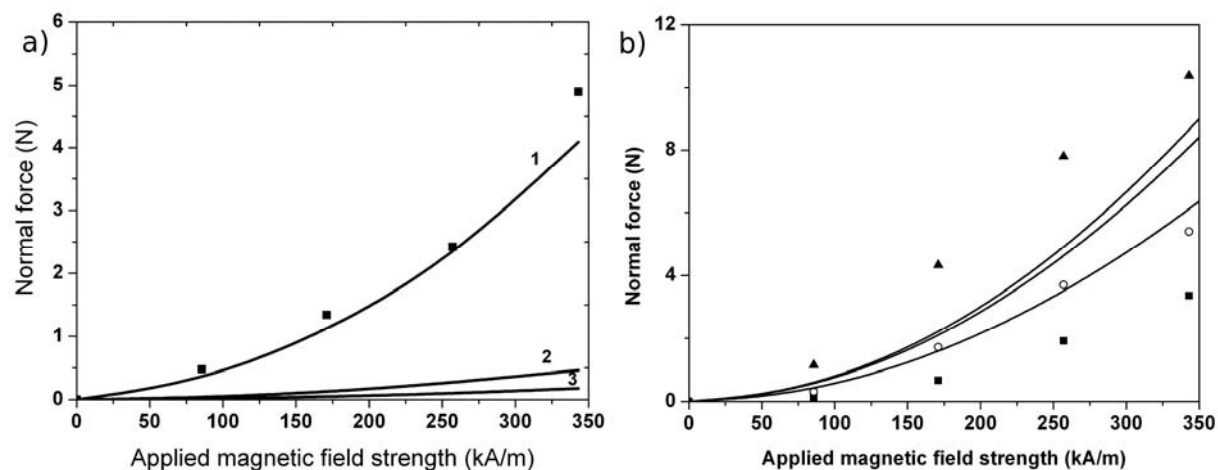 a)
6
5
4
3
2
1
0
Normal force (N)
1
2
3
0 50 100 150 200 250 300 350
Applied magnetic field strength (kA/m)
b)
12
8
4
0
Normal force (N)
0 50 100 150 200 250 300 350
Applied magnetic field strength (kA/m)